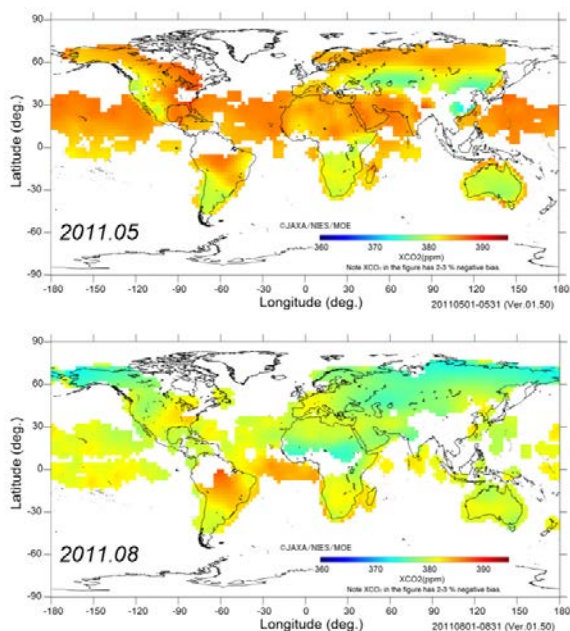 90
60
30
0
-30
-60
-90
Latitude (deg.)
2011.05
©JAXA/NIES/MOE
360 370 380 390
XCO2(ppm)
Note XCO₂ in the figure has 2-3 % negative bias.
-180 -150 -120 -90 -60 -30 0 30 60 90 120 150 180
Longitude (deg.)
20110501-0531 (Ver.01.50)
90
60
30
0
-30
-60
-90
Latitude (deg.)
2011.08
©JAXA/NIES/MOE
360 370 380 390
XCO2(ppm)
Note XCO₂ in the figure has 2-3 % negative bias.
-180 -150 -120 -90 -60 -30 0 30 60 90 120 150 180
Longitude (deg.)
20110801-0831 (Ver.01.50)